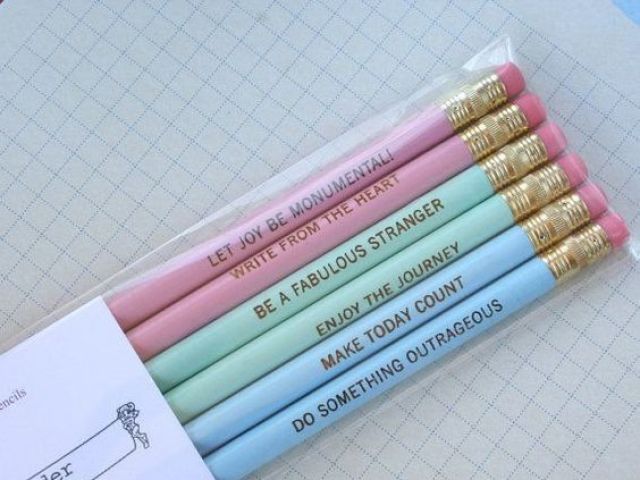 LET JOY BE MONUMENTAL!
WRITE FROM THE HEART
BE A FABULOUS STRANGER
ENJOY THE JOURNEY
MAKE TODAY COUNT
DO SOMETHING OUTRAGEOUS